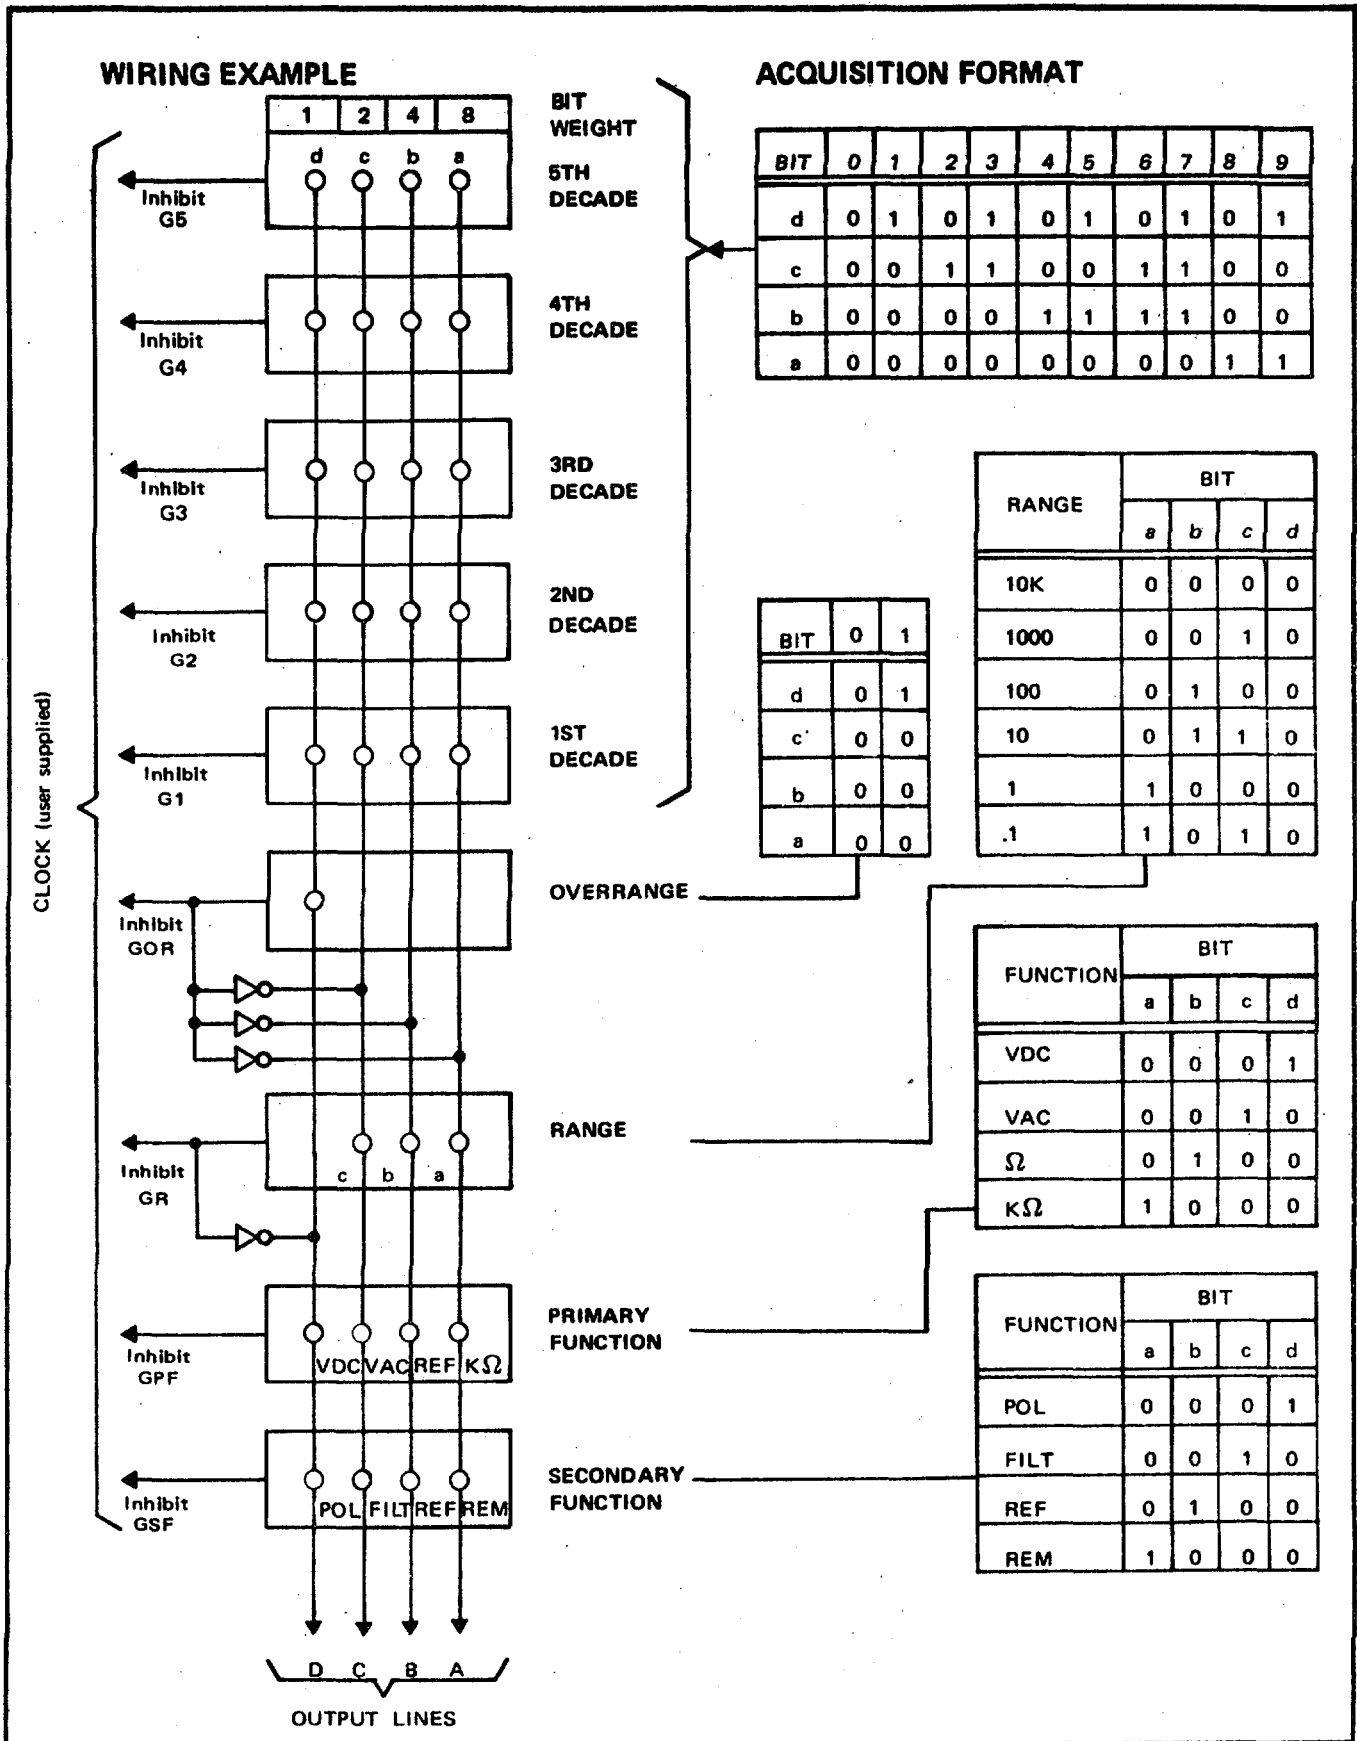 WIRING EXAMPLE
1 2 4 8
BIT
WEIGHT
d c b a
Inhibit
G5
5TH
DECADE
Inhibit
G4
4TH
DECADE
Inhibit
G3
3RD
DECADE
Inhibit
G2
2ND
DECADE
Inhibit
G1
1ST
DECADE
CLOCK (user supplied)
Inhibit
GOR
OVERRANGE
Inhibit
GR
c b a
RANGE
Inhibit
GPF
VDC VAC REF KΩ
PRIMARY
FUNCTION
Inhibit
GSF
POL FILT REF REM
SECONDARY
FUNCTION
D C B A
OUTPUT LINES
ACQUISITION FORMAT
BIT 0 1 2 3 4 5 6 7 8 9
d 0 1 0 1 0 1 0 1 0 1
c 0 0 1 1 0 0 1 1 0 0
b 0 0 0 0 1 1 1 1 0 0
a 0 0 0 0 0 0 0 0 1 1
BIT 0 1
d 0 1
c 0 0
b 0 0
a 0 0
RANGE BIT
a b c d
10K 0 0 0 0
1000 0 0 1 0
100 0 1 0 0
10 0 1 1 0
1 1 0 0 0
.1 1 0 1 0
FUNCTION BIT
a b c d
VDC 0 0 0 1
VAC 0 0 1 0
Ω 0 1 0 0
KΩ 1 0 0 0
FUNCTION BIT
a b c d
POL 0 0 0 1
FILT 0 0 1 0
REF 0 1 0 0
REM 1 0 0 0